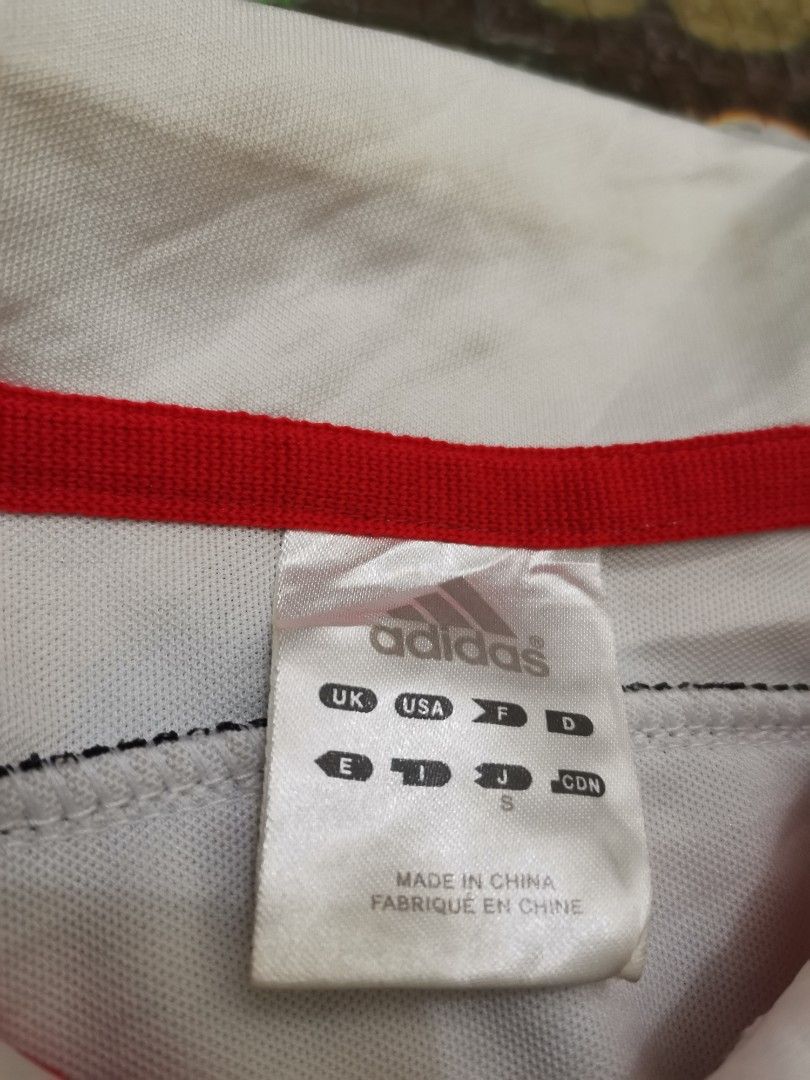 adidas®
UK USA F D
E I J CDN
S
MADE IN CHINA
FABRIQUÉ EN CHINE